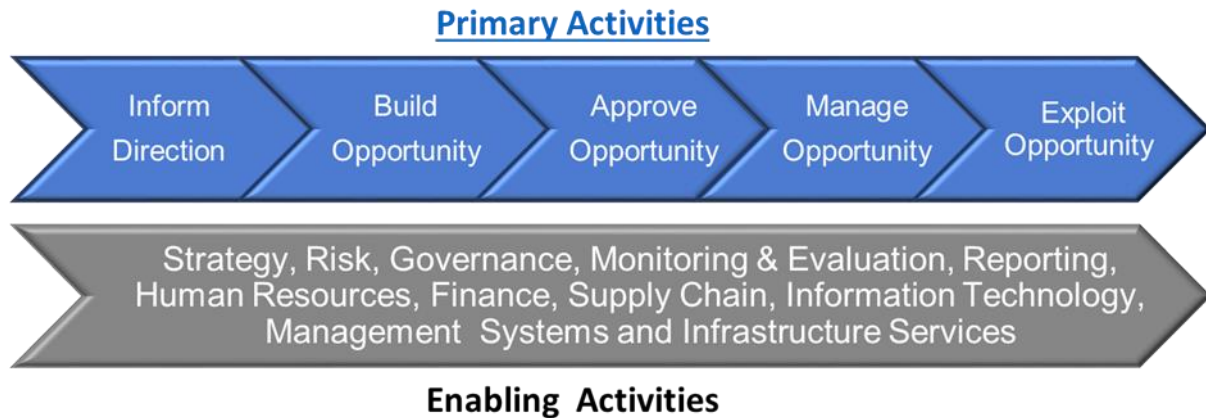 Primary Activities
Inform
Direction
Build
Opportunity
Approve
Opportunity
Manage
Opportunity
Exploit
Opportunity
Strategy, Risk, Governance, Monitoring & Evaluation, Reporting,
Human Resources, Finance, Supply Chain, Information Technology,
Management  Systems and Infrastructure Services
Enabling  Activities